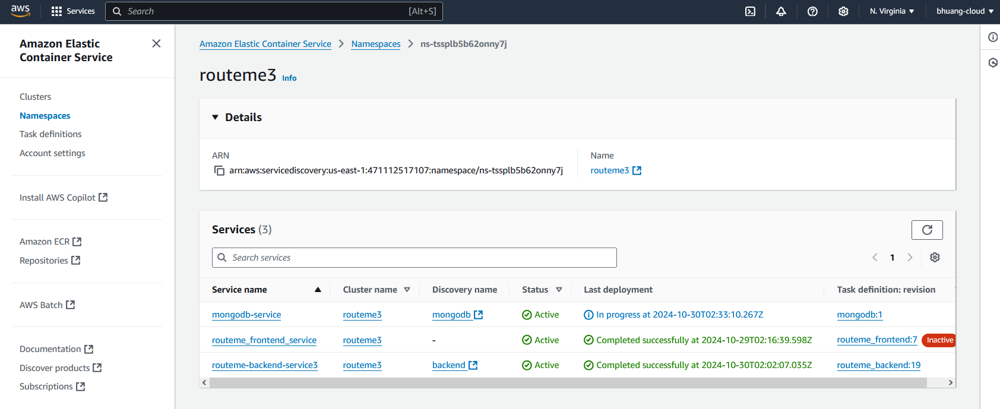 aws
Services
Search
[Alt+S]
N. Virginia
bhuang-cloud
Amazon Elastic
Container Service
Clusters
Namespaces
Task definitions
Account settings
Install AWS Copilot
Amazon ECR
Repositories
AWS Batch
Documentation
Discover products
Subscriptions
Amazon Elastic Container Service > Namespaces > ns-tssplb5b62onny7j
routeme3 Info
Details
ARN
arn:aws:servicediscovery:us-east-1:471112517107:namespace/ns-tssplb5b62onny7j
Name
routeme3
Services (3)
Search services
1
Service name Cluster name Discovery name Status Last deployment Task definition: revision
mongodb-service routeme3 mongodb Active In progress at 2024-10-30T02:33:10.267Z mongodb:1
routeme_frontend_service routeme3 - Active Completed successfully at 2024-10-29T02:16:39.598Z routeme_frontend:7 Inactive
routeme-backend-service3 routeme3 backend Active Completed successfully at 2024-10-30T02:02:07.035Z routeme_backend:19